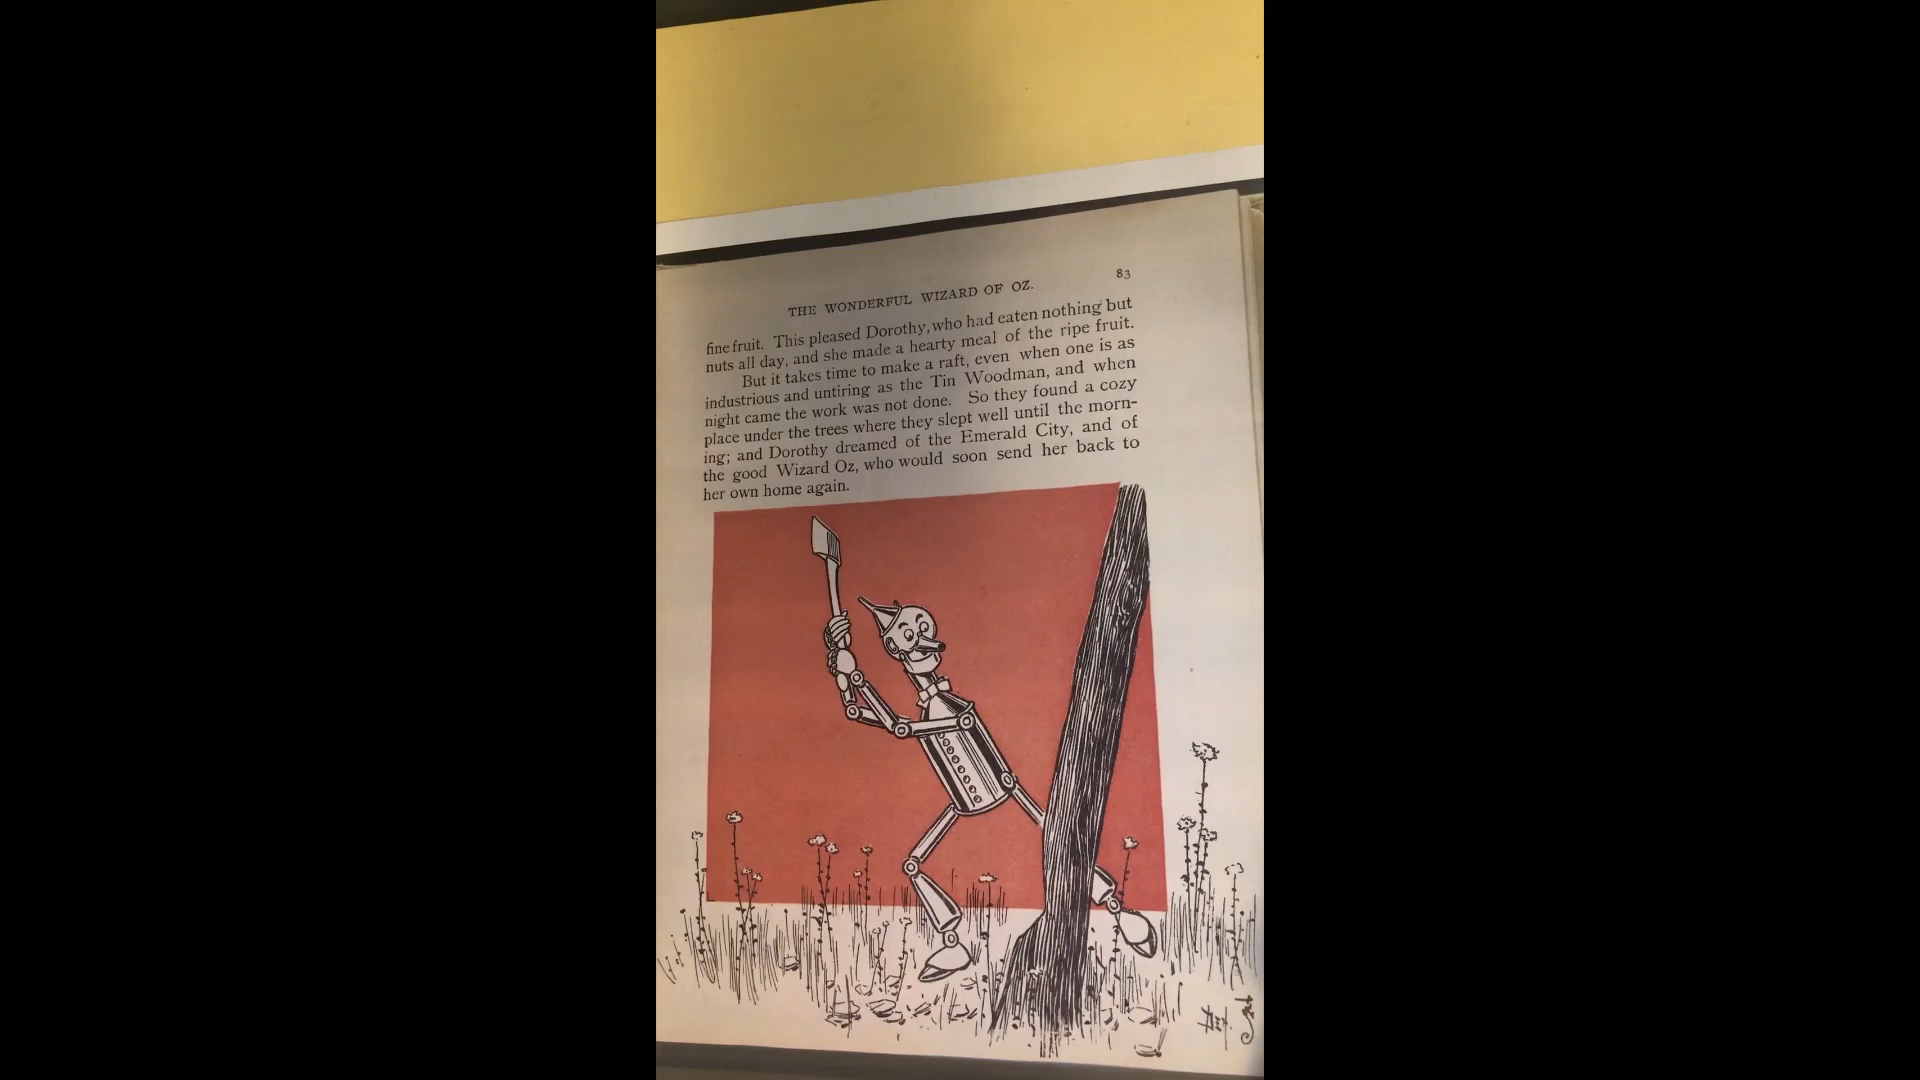 83
THE WONDERFUL WIZARD OF OZ.
fine fruit. This pleased Dorothy, who had eaten nothing but
nuts all day, and she made a hearty meal of the ripe fruit.
But it takes time to make a raft, even when one is as
industrious and untiring as the Tin Woodman, and when
night came the work was not done. So they found a cozy
place under the trees where they slept well until the morn-
ing; and Dorothy dreamed of the Emerald City, and of
the good Wizard Oz, who would soon send her back to
her own home again.